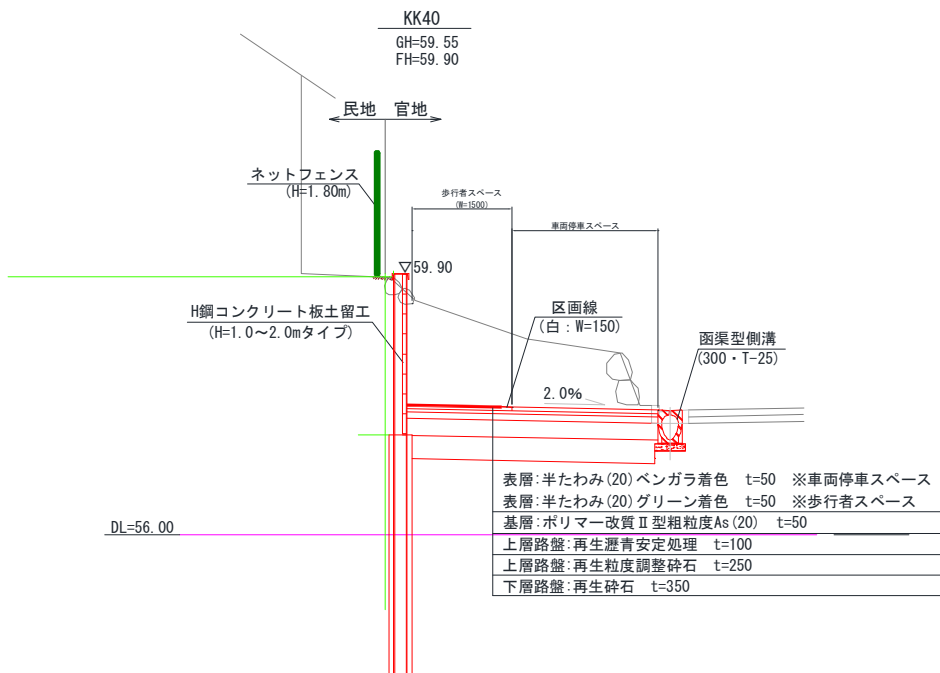 KK40
GH=59.55
FH=59.90
民地 官地
ネットフェンス
(H=1.80m)
歩行者スペース
(W=1500)
車両停車スペース
59.90
H鋼コンクリート板土留工
(H=1.0～2.0mタイプ)
区画線
(白：W=150)
函渠型側溝
(300・T-25)
2.0%
表層:半たわみ(20)ベンガラ着色 t=50 ※車両停車スペース
表層:半たわみ(20)グリーン着色 t=50 ※歩行者スペース
基層:ポリマー改質Ⅱ型粗粒度As(20) t=50
DL=56.00
上層路盤:再生瀝青安定処理 t=100
上層路盤:再生粒度調整砕石 t=250
下層路盤:再生砕石 t=350